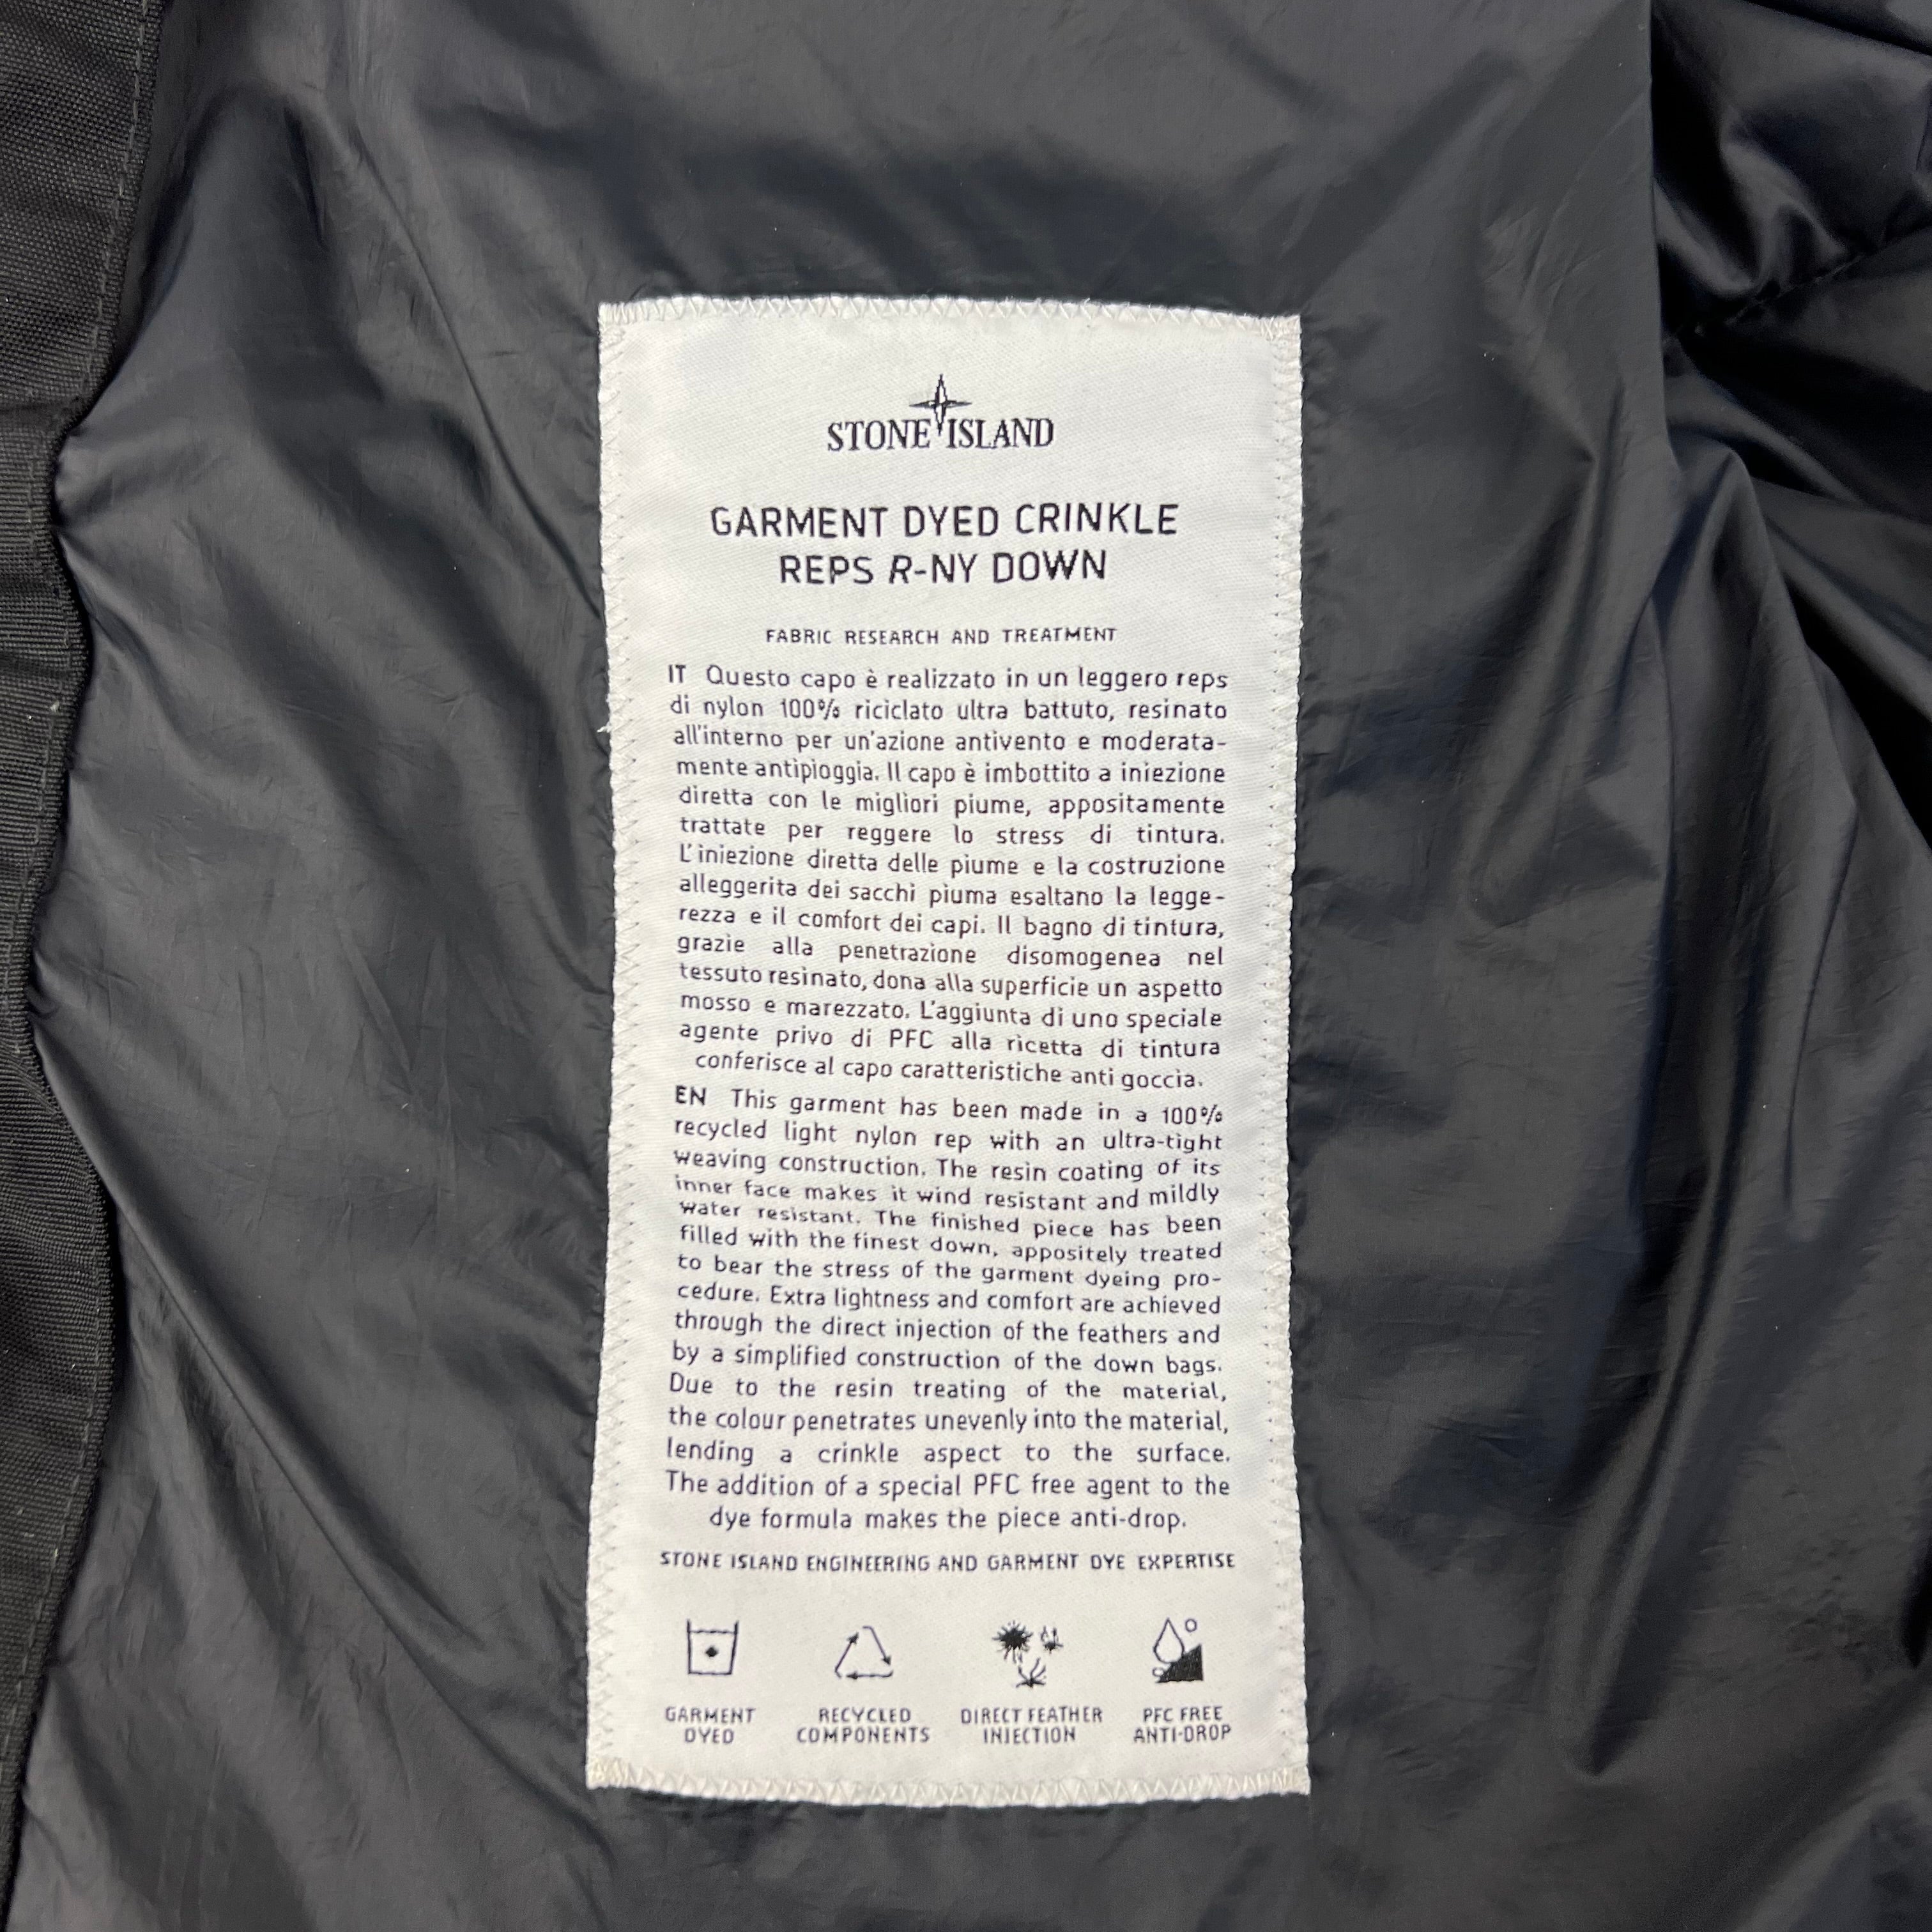 STONE ISLAND
GARMENT DYED CRINKLE
REPS R-NY DOWN
FABRIC RESEARCH AND TREATMENT
IT Questo capo è realizzato in un leggero reps
di nylon 100% riciclato ultra battuto, resinato
all'interno per un'azione antivento e moderata-
mente antipioggia. Il capo è imbottito a iniezione
diretta con le migliori piume, appositamente
trattate per reggere lo stress di tintura.
L'iniezione diretta delle piume e la costruzione
alleggerita dei sacchi piuma esaltano la legge-
rezza e il comfort dei capi. Il bagno di tintura,
grazie alla penetrazione disomogenea nel
tessuto resinato, dona alla superficie un aspetto
mosso e marezzato. L'aggiunta di uno speciale
agente privo di PFC alla ricetta di tintura
conferisce al capo caratteristiche anti goccia.
EN This garment has been made in a 100%
recycled light nylon rep with an ultra-tight
weaving construction. The resin coating of its
inner face makes it wind resistant and mildly
water resistant. The finished piece has been
filled with the finest down, appositely treated
to bear the stress of the garment dyeing pro-
cedure. Extra lightness and comfort are achieved
through the direct injection of the feathers and
by a simplified construction of the down bags.
Due to the resin treating of the material,
the colour penetrates unevenly into the material,
lending a crinkle aspect to the surface.
The addition of a special PFC free agent to the
dye formula makes the piece anti-drop.
STONE ISLAND ENGINEERING AND GARMENT DYE EXPERTISE
GARMENT DYED
RECYCLED COMPONENTS
DIRECT FEATHER INJECTION
PFC FREE ANTI-DROP